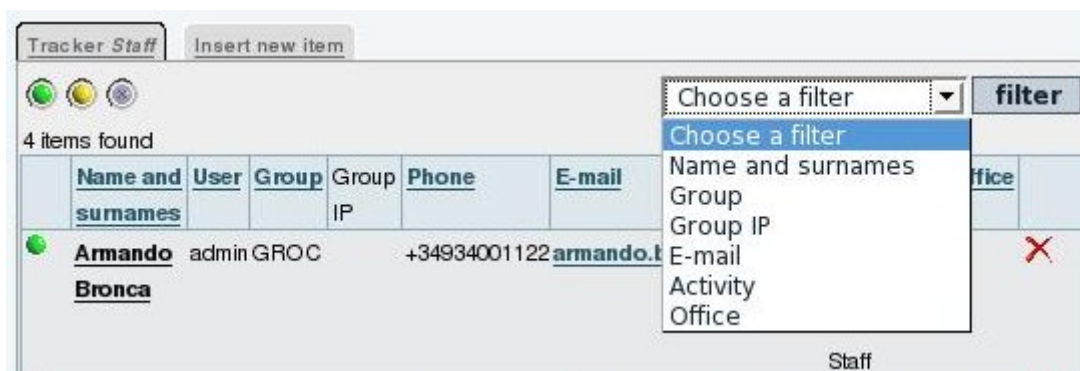 Tracker Staff Insert new item
Choose a filter filter
4 items found
Choose a filter
Name and surnames
Group
Group IP
E-mail
Activity
Office
Name and surnames User Group Group IP Phone E-mail
Armando Bronca admin GROC +34934001122
Staff